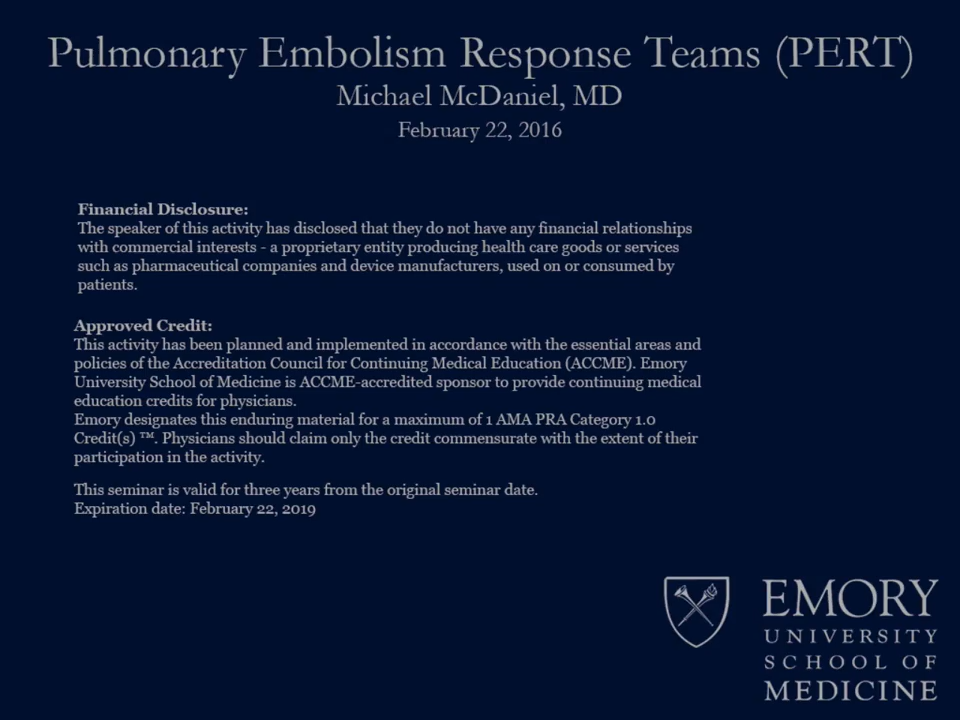 Pulmonary Embolism Response Teams (PERT)
Michael McDaniel, MD
February 22, 2016
Financial Disclosure:
The speaker of this activity has disclosed that they do not have any financial relationships
with commercial interests - a proprietary entity producing health care goods or services
such as pharmaceutical companies and device manufacturers, used on or consumed by
patients.
Approved Credit:
This activity has been planned and implemented in accordance with the essential areas and
policies of the Accreditation Council for Continuing Medical Education (ACCME). Emory
University School of Medicine is ACCME-accredited sponsor to provide continuing medical
education credits for physicians.
Emory designates this enduring material for a maximum of 1 AMA PRA Category 1.0
Credit(s) ™. Physicians should claim only the credit commensurate with the extent of their
participation in the activity.
This seminar is valid for three years from the original seminar date.
Expiration date: February 22, 2019
EMORY
UNIVERSITY
SCHOOL OF
MEDICINE